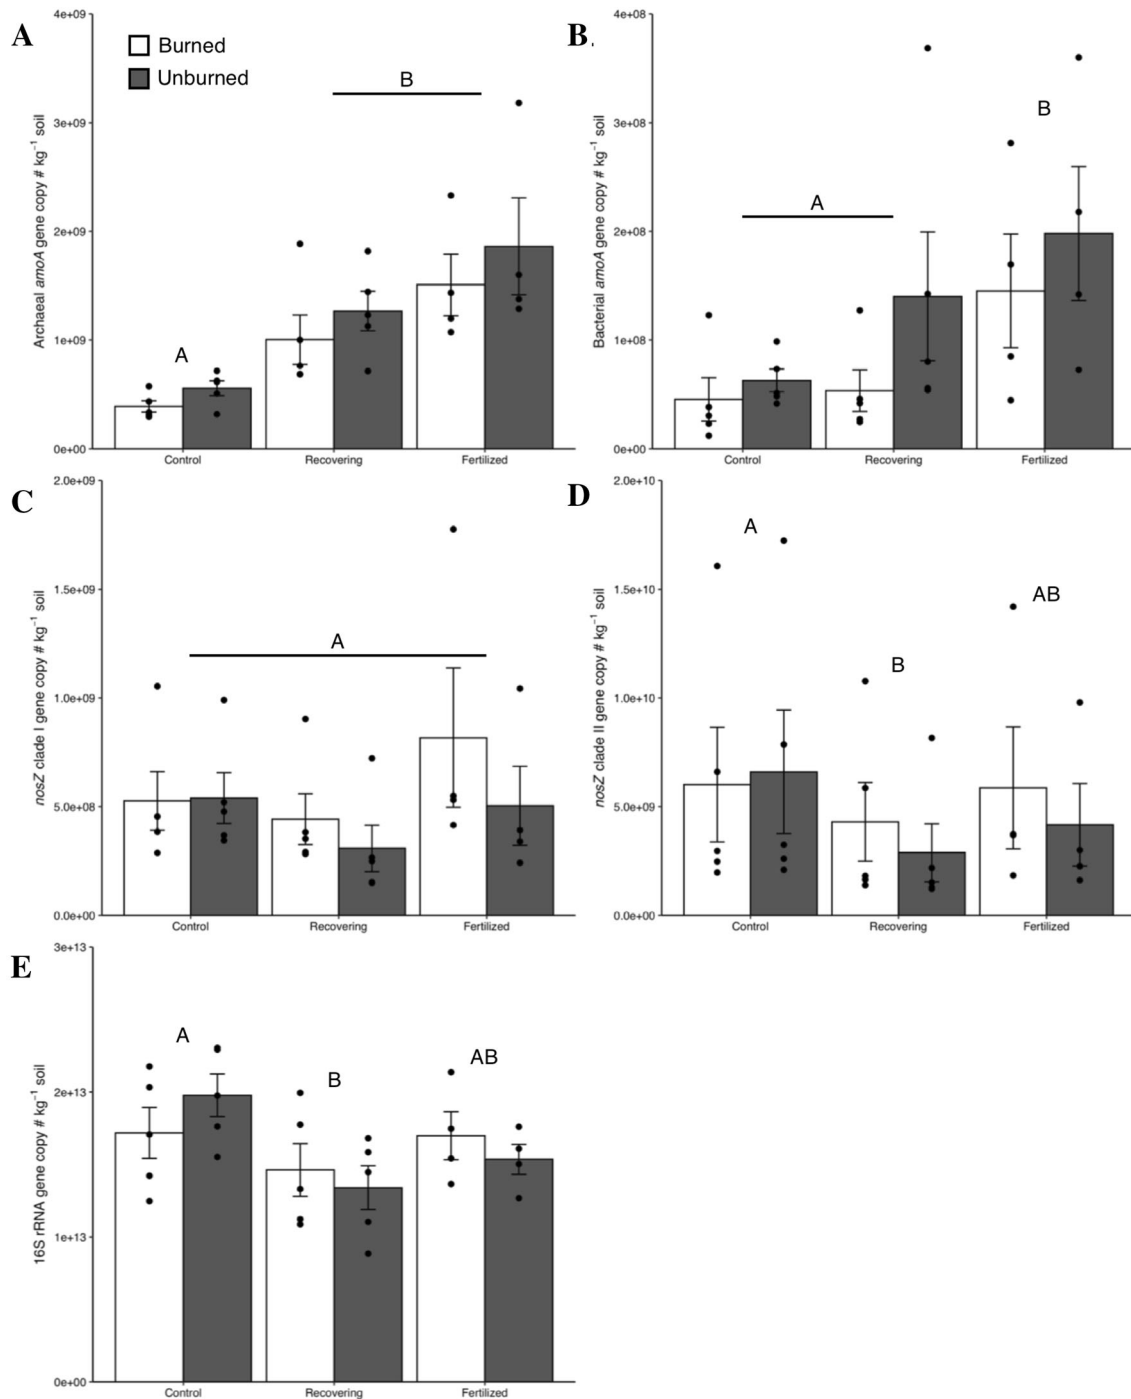 A
Archaeal amoA gene copy # kg⁻¹ soil
4e+09
3e+09
2e+09
1e+09
0e+00
Burned
Unburned
A
B
Control
Recovering
Fertilized
B.
Bacterial amoA gene copy # kg⁻¹ soil
4e+08
3e+08
2e+08
1e+08
0e+00
A
B
Control
Recovering
Fertilized
C
nosZ clade I gene copy # kg⁻¹ soil
2.0e+09
1.5e+09
1.0e+09
5.0e+08
0.0e+00
A
Control
Recovering
Fertilized
D
nosZ clade II gene copy # kg⁻¹ soil
2.0e+10
1.5e+10
1.0e+10
5.0e+09
0.0e+00
A
B
AB
Control
Recovering
Fertilized
E
16S rRNA gene copy # kg⁻¹ soil
3e+13
2e+13
1e+13
0e+00
A
B
AB
Control
Recovering
Fertilized